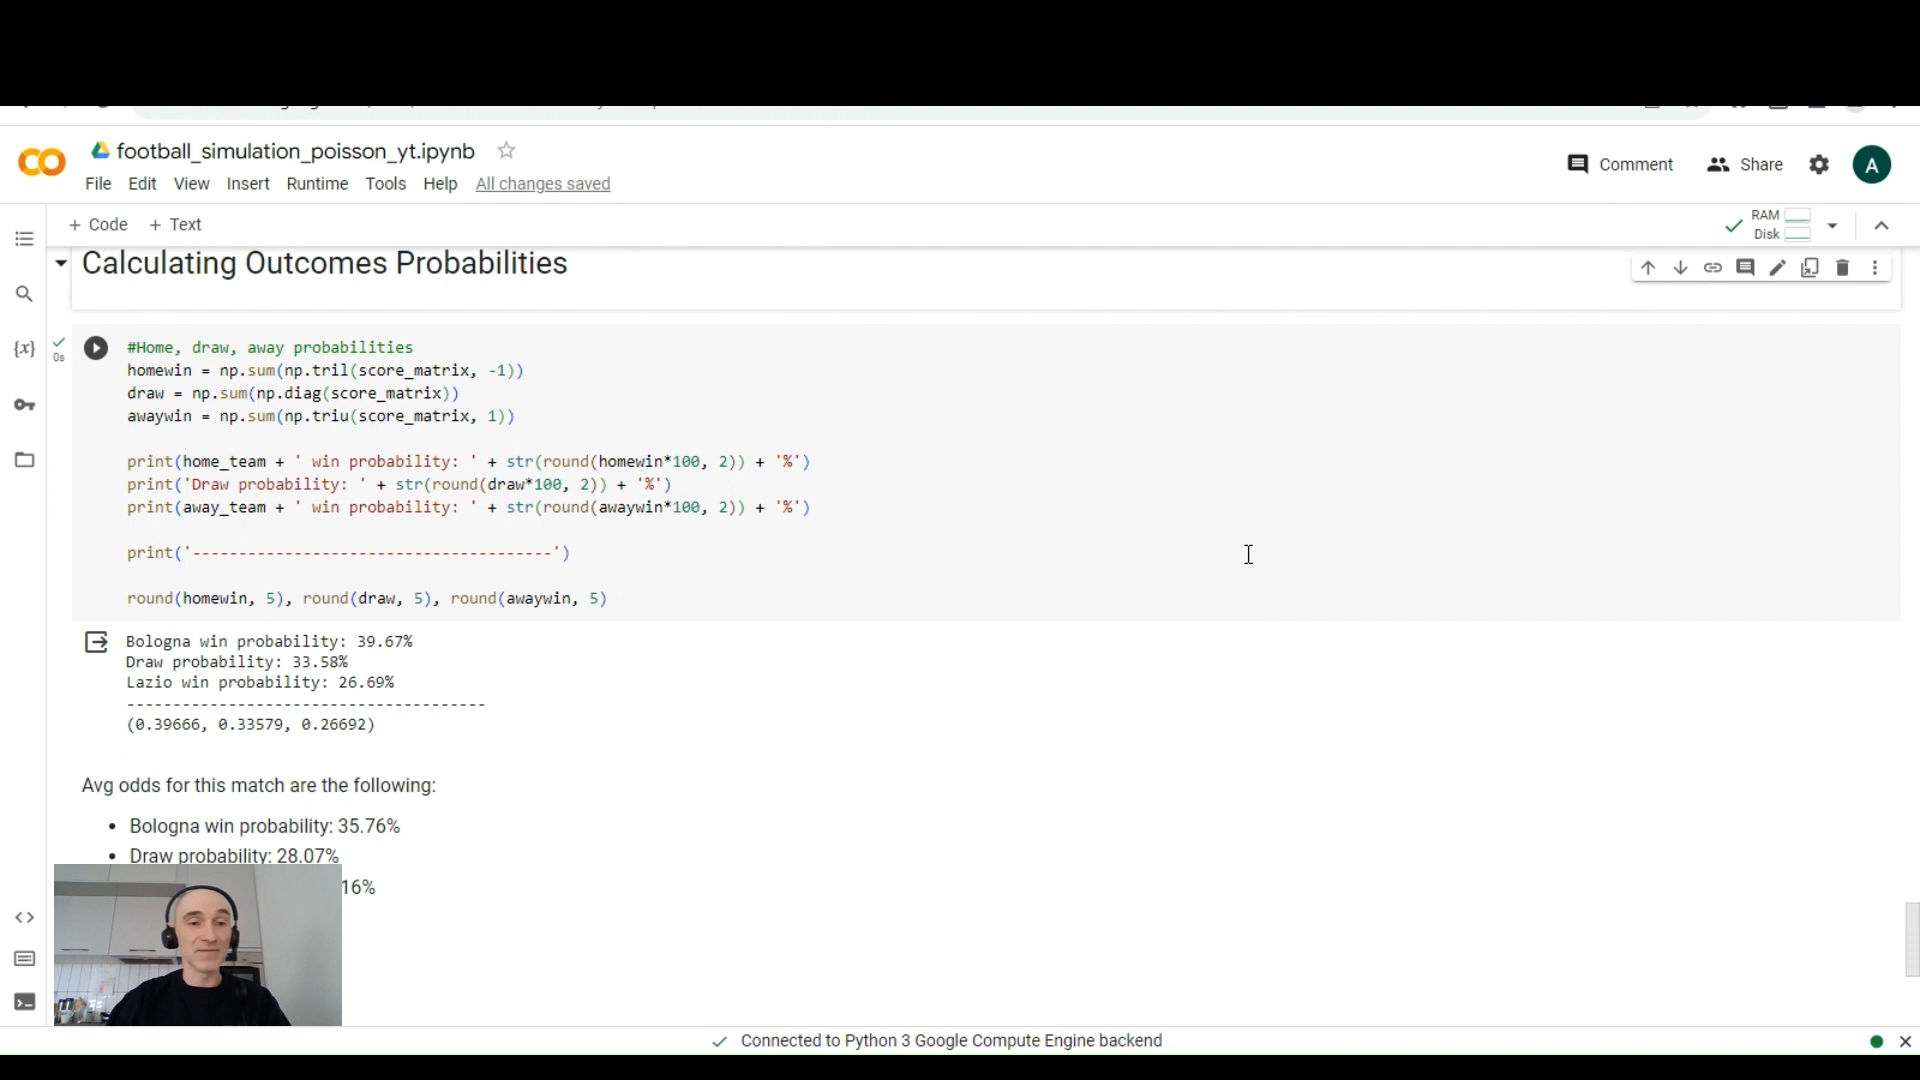 football_simulation_poisson_yt.ipynb
File Edit View Insert Runtime Tools Help All changes saved
Comment Share A
+ Code + Text
RAM
Disk
Calculating Outcomes Probabilities
{x}
0s
#Home, draw, away probabilities
homewin = np.sum(np.tril(score_matrix, -1))
draw = np.sum(np.diag(score_matrix))
awaywin = np.sum(np.triu(score_matrix, 1))
print(home_team + ' win probability: ' + str(round(homewin*100, 2)) + '%')
print('Draw probability: ' + str(round(draw*100, 2)) + '%')
print(away_team + ' win probability: ' + str(round(awaywin*100, 2)) + '%')
print('---------------------------------------')
round(homewin, 5), round(draw, 5), round(awaywin, 5)
Bologna win probability: 39.67%
Draw probability: 33.58%
Lazio win probability: 26.69%
---------------------------------------
(0.39666, 0.33579, 0.26692)
Avg odds for this match are the following:
• Bologna win probability: 35.76%
• Draw probability: 28.07%
16%
Connected to Python 3 Google Compute Engine backend